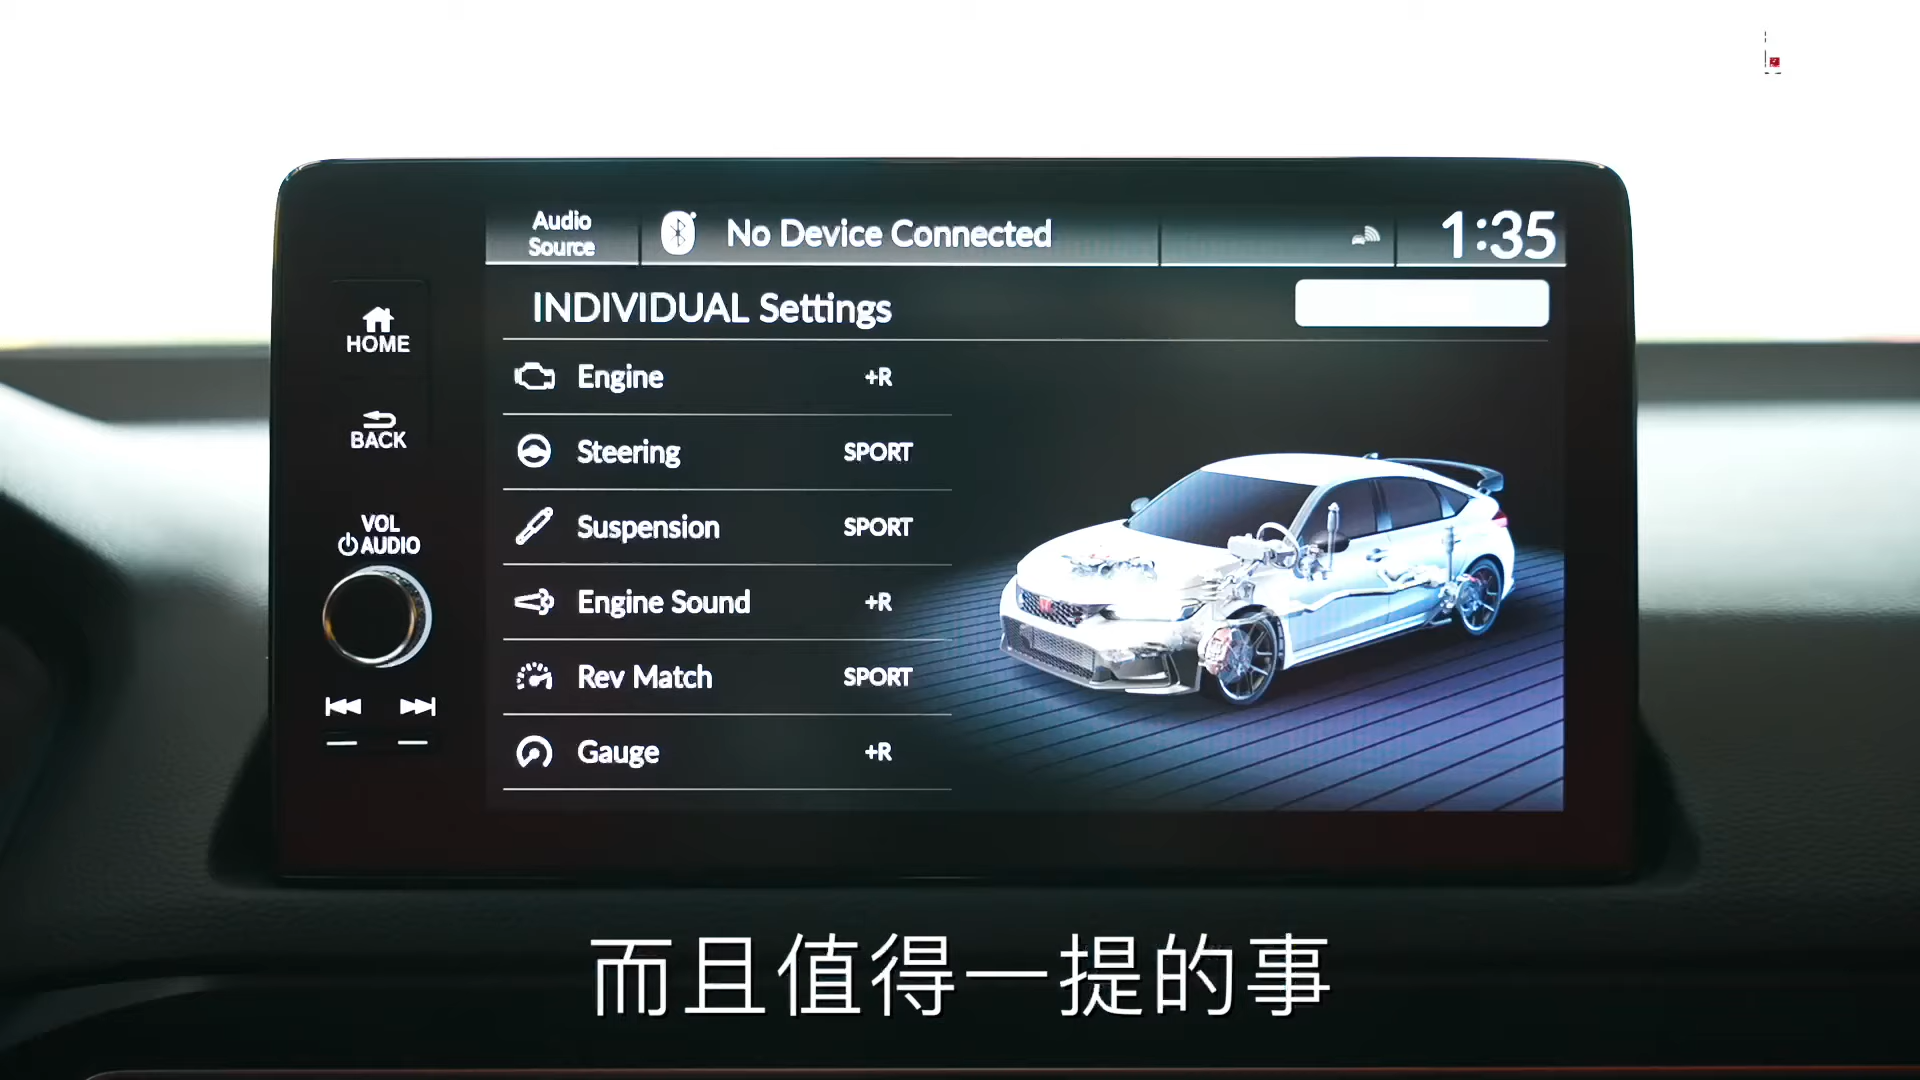 Audio
Source
No Device Connected
1:35
INDIVIDUAL Settings
HOME
BACK
VOL
AUDIO
Engine +R
Steering SPORT
Suspension SPORT
Engine Sound +R
Rev Match SPORT
Gauge +R
而且值得一提的事